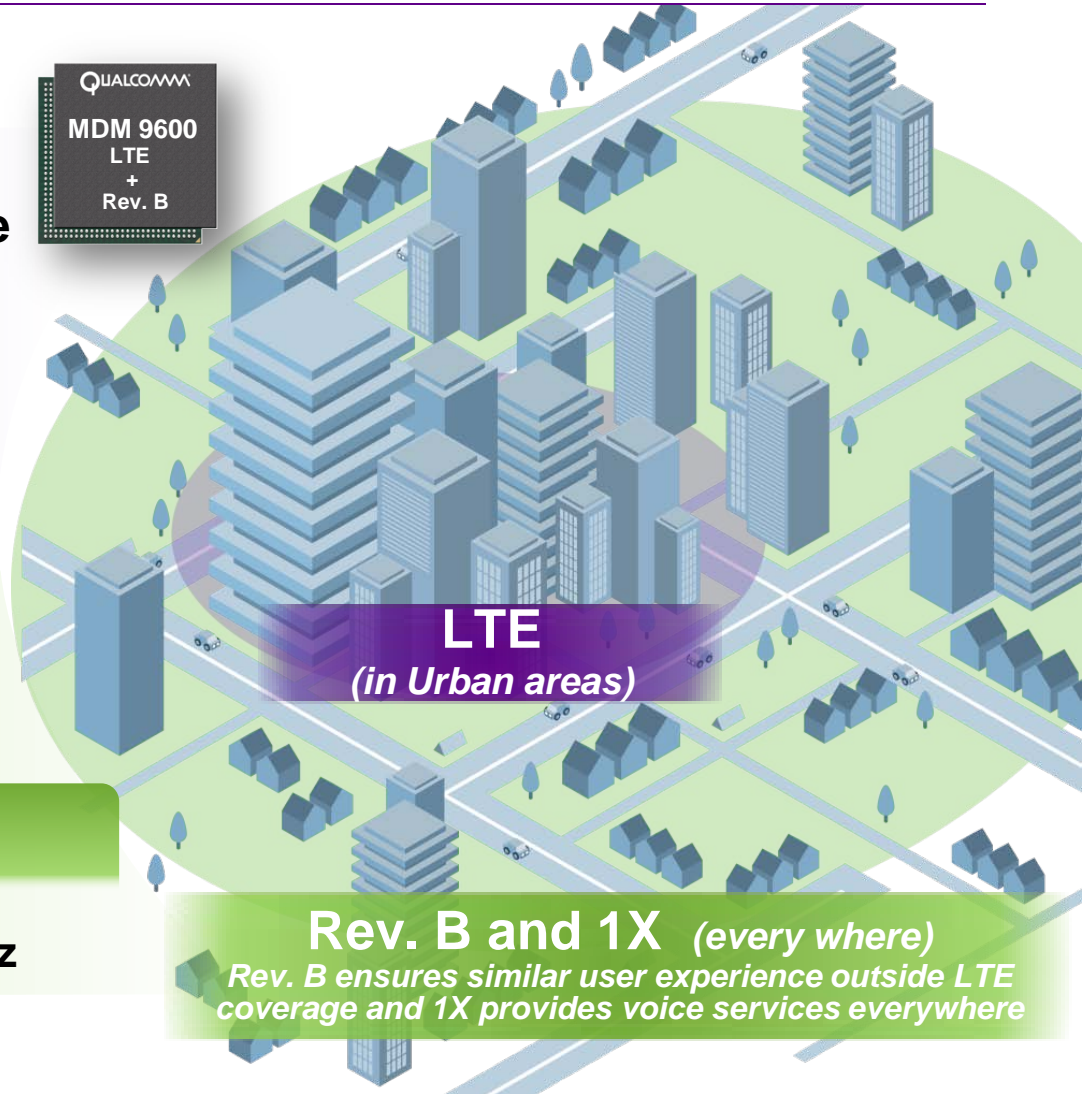 QUALCOMM
MDM 9600
LTE
+
Rev. B
e
LTE
(in Urban areas)
z
Rev. B and 1X (every where)
Rev. B ensures similar user experience outside LTE
coverage and 1X provides voice services everywhere